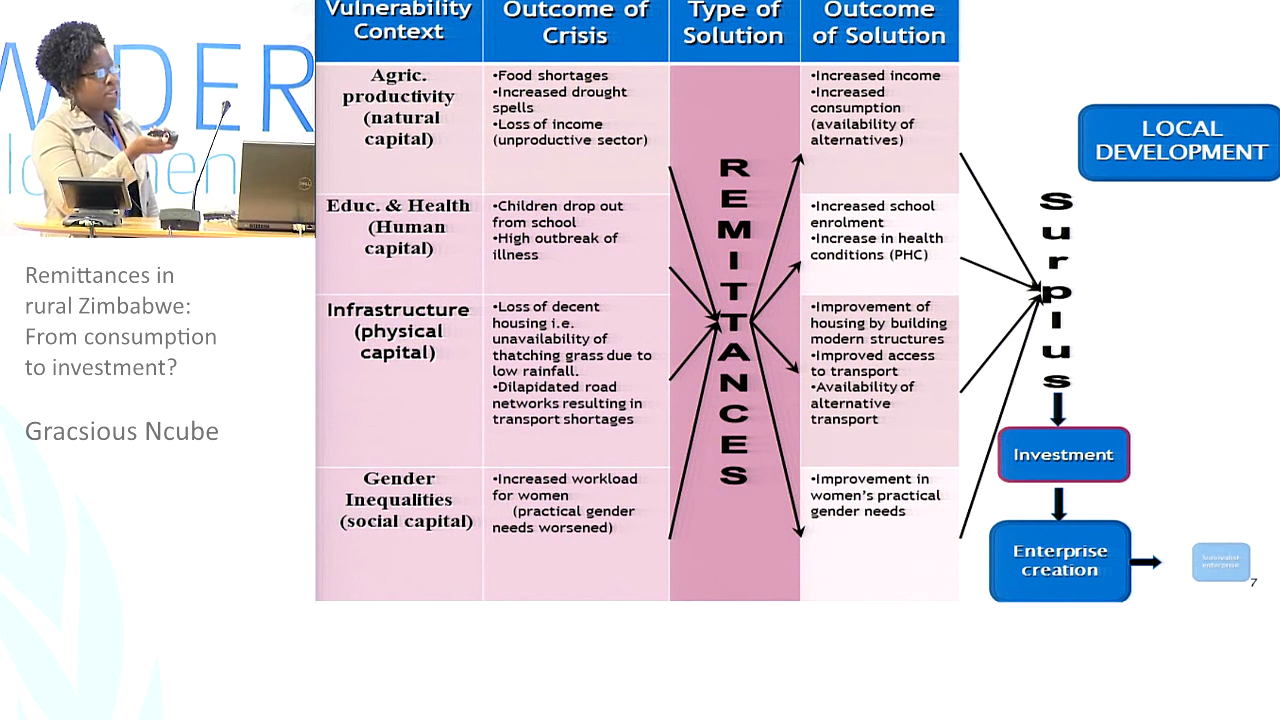 WIDER
Remittances in
rural Zimbabwe:
From consumption
to investment?
Gracsious Ncube
Vulnerability
Context
Outcome of
Crisis
Type of
Solution
Outcome
of Solution
Agric.
productivity
(natural
capital)
•Food shortages
•Increased drought
spells
•Loss of income
(unproductive sector)
•Increased income
•Increased
consumption
(availability of
alternatives)
Educ. & Health
(Human
capital)
•Children drop out
from school
•High outbreak of
illness
•Increased school
enrolment
•Increase in health
conditions (PHC)
Infrastructure
(physical
capital)
•Loss of decent
housing i.e.
unavailability of
thatching grass due to
low rainfall.
•Dilapidated road
networks resulting in
transport shortages
•Improvement of
housing by building
modern structures
•Improved access
to transport
•Availability of
alternative
transport
Gender
Inequalities
(social capital)
•Increased workload
for women
(practical gender
needs worsened)
•Improvement in
women's practical
gender needs
REMITTANCES
Surplus
LOCAL
DEVELOPMENT
Investment
Enterprise
creation
Survivalist
enterprise
7